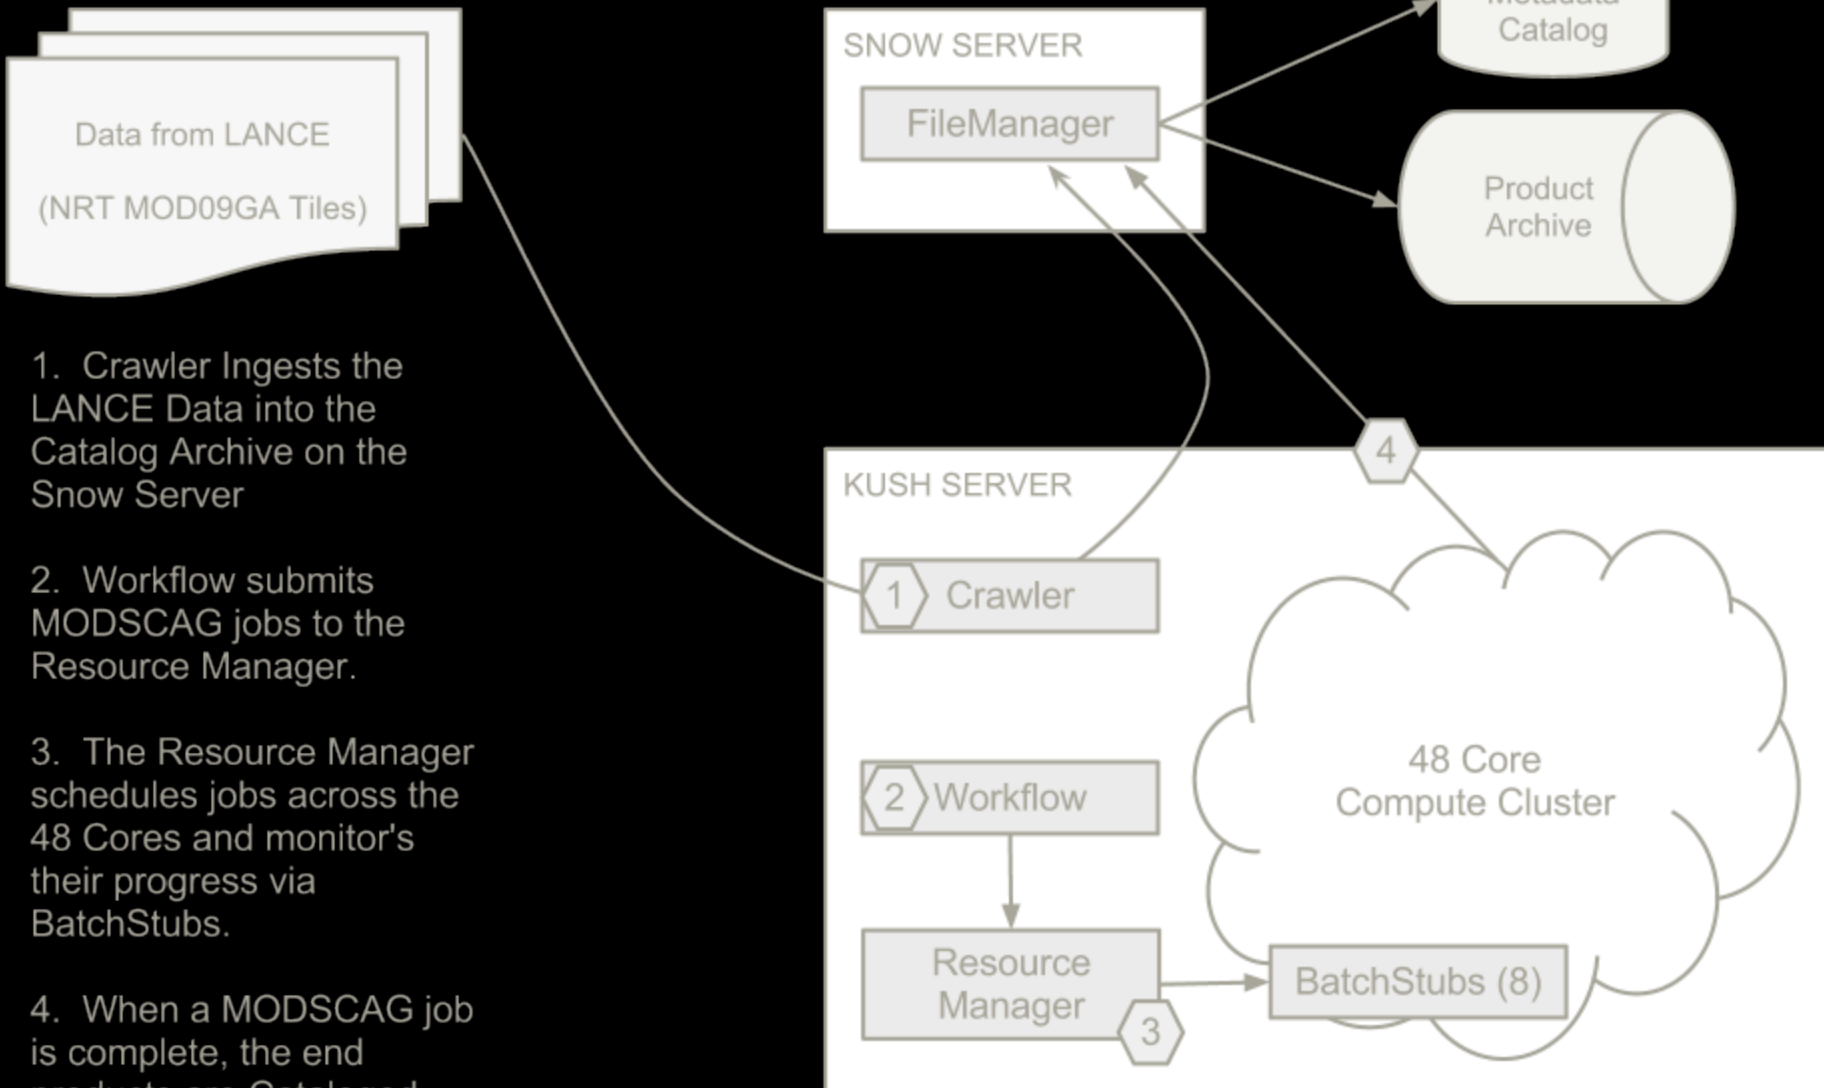 Data from LANCE
(NRT MOD09GA Tiles)
1. Crawler Ingests the
LANCE Data into the
Catalog Archive on the
Snow Server
2. Workflow submits
MODSCAG jobs to the
Resource Manager.
3. The Resource Manager
schedules jobs across the
48 Cores and monitor's
their progress via
BatchStubs.
4. When a MODSCAG job
is complete, the end
SNOW SERVER
FileManager
Metadata
Catalog
Product
Archive
4
KUSH SERVER
1 Crawler
2 Workflow
Resource
Manager
3
48 Core
Compute Cluster
BatchStubs (8)